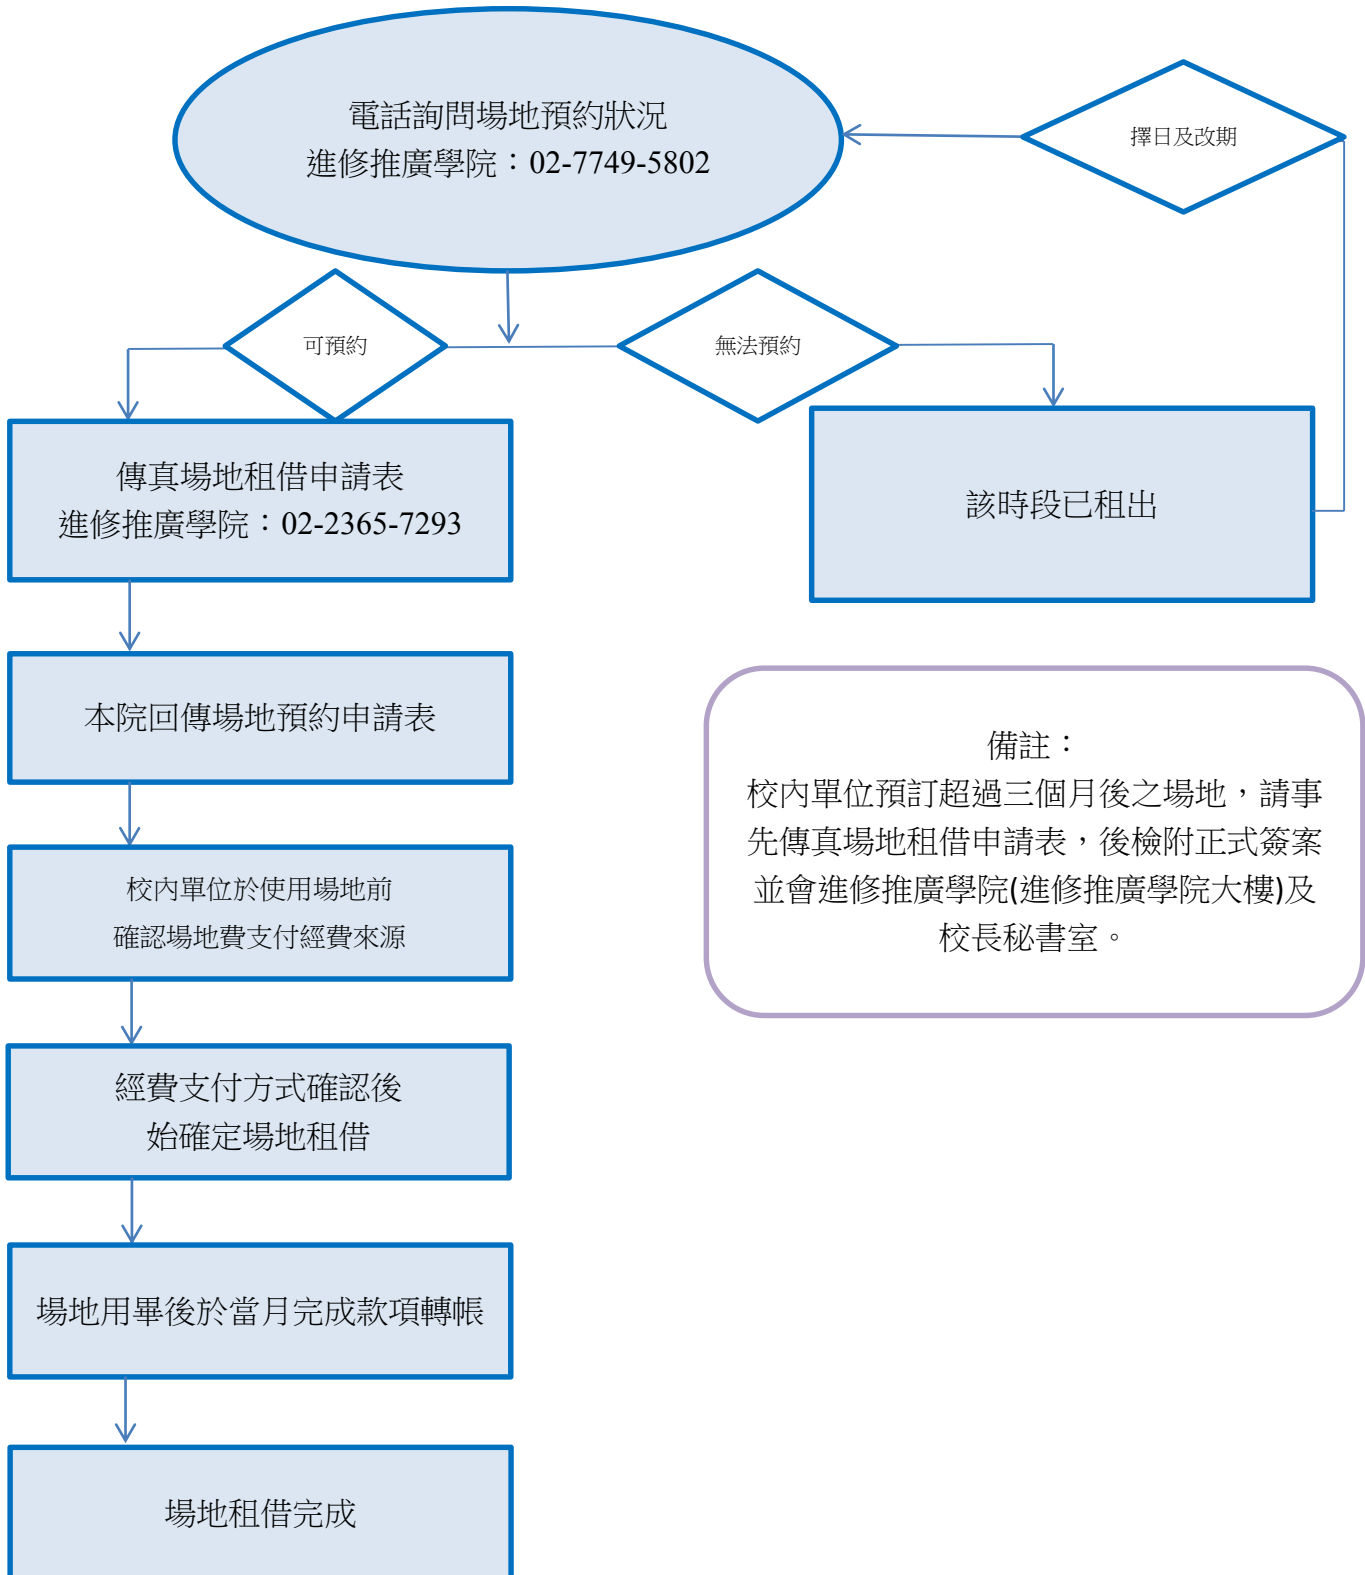 電話詢問場地預約狀況
進修推廣學院：02-7749-5802
擇日及改期
可預約
無法預約
傳真場地租借申請表
進修推廣學院：02-2365-7293
該時段已租出
本院回傳場地預約申請表
備註：
校內單位預訂超過三個月後之場地，請事
先傳真場地租借申請表，後檢附正式簽案
並會進修推廣學院(進修推廣學院大樓)及
校長秘書室。
校內單位於使用場地前
確認場地費支付經費來源
經費支付方式確認後
始確定場地租借
場地用畢後於當月完成款項轉帳
場地租借完成